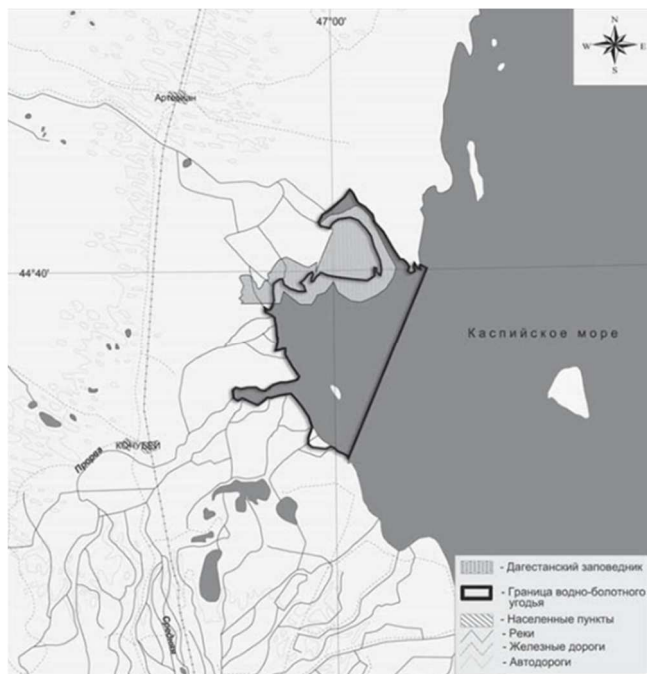 47°00'
N
W E
S
Артезиан
44°40'
Каспийское море
КОЧУБЕЙ
Прорва
Средняя
- Дагестанский заповедник
- Граница водно-болотного
угодья
- Населенные пункты
- Реки
- Железные дороги
- Автодороги